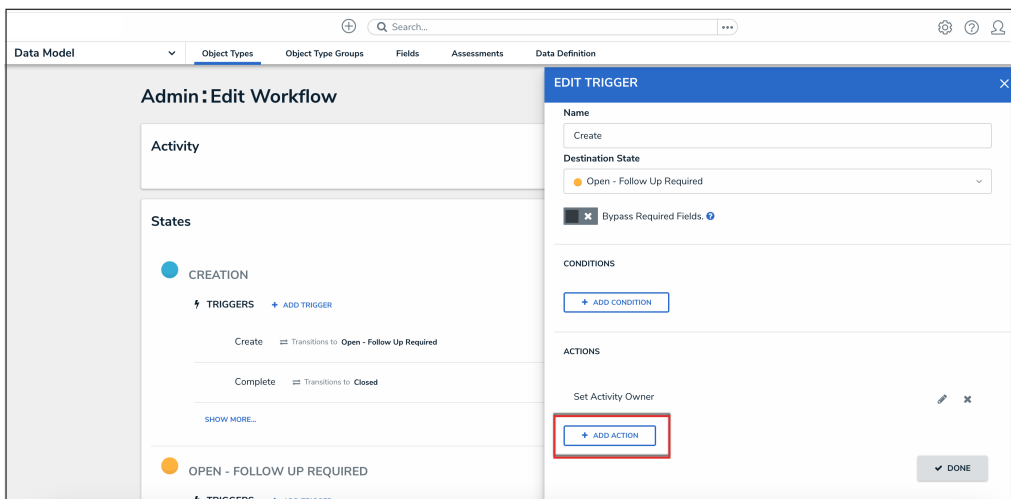 Search...
Data Model
Object Types
Object Type Groups
Fields
Assessments
Data Definition
Admin:Edit Workflow
Activity
States
CREATION
TRIGGERS + ADD TRIGGER
Create Transitions to Open - Follow Up Required
Complete Transitions to Closed
SHOW MORE...
OPEN - FOLLOW UP REQUIRED
TRIGGERS + ADD TRIGGER
EDIT TRIGGER
Name
Create
Destination State
Open - Follow Up Required
Bypass Required Fields.
CONDITIONS
+ ADD CONDITION
ACTIONS
Set Activity Owner
+ ADD ACTION
DONE